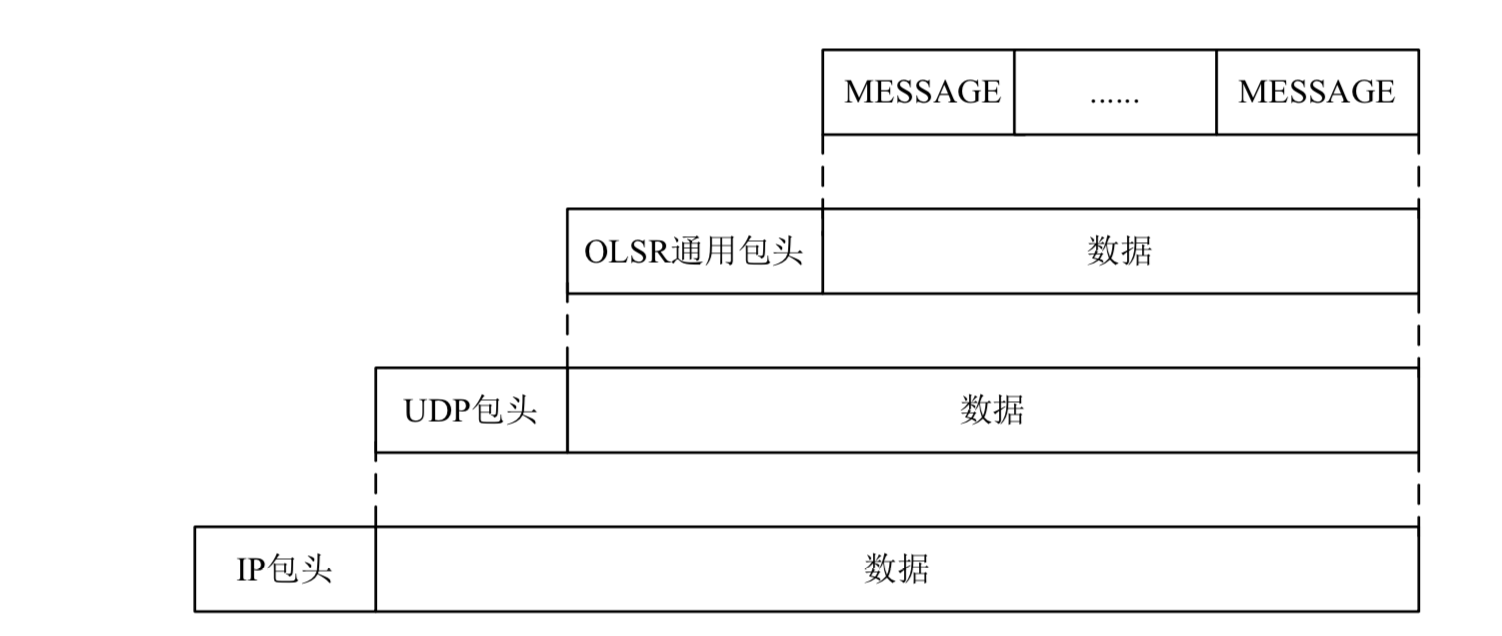 MESSAGE ...... MESSAGE
OLSR通用包头 数据
UDP包头 数据
IP包头 数据